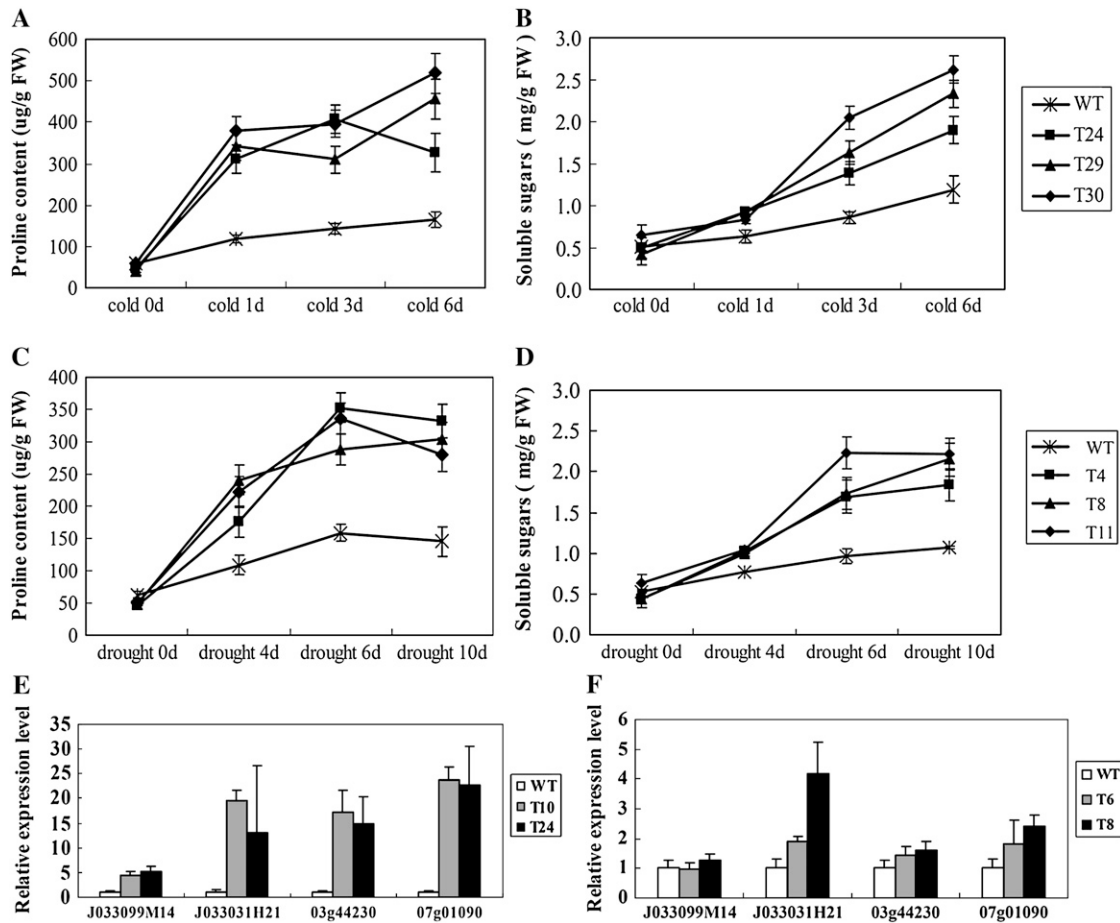 A
Proline content (ug/g FW)
600
500
400
300
200
100
0
cold 0d cold 1d cold 3d cold 6d
B
Soluble sugars ( mg/g FW)
3.0
2.5
2.0
1.5
1.0
0.5
0.0
cold 0d cold 1d cold 3d cold 6d
WT
T24
T29
T30
C
Proline content (ug/g FW)
400
350
300
250
200
150
100
50
0
drought 0d drought 4d drought 6d drought 10d
D
Soluble sugars ( mg/g FW)
3.0
2.5
2.0
1.5
1.0
0.5
0.0
drought 0d drought 4d drought 6d drought 10d
WT
T4
T8
T11
E
Relative expression level
35
30
25
20
15
10
5
0
J033099M14 J033031H21 03g44230 07g01090
WT
T10
T24
F
Relative expression level
6
5
4
3
2
1
0
J033099M14 J033031H21 03g44230 07g01090
WT
T6
T8